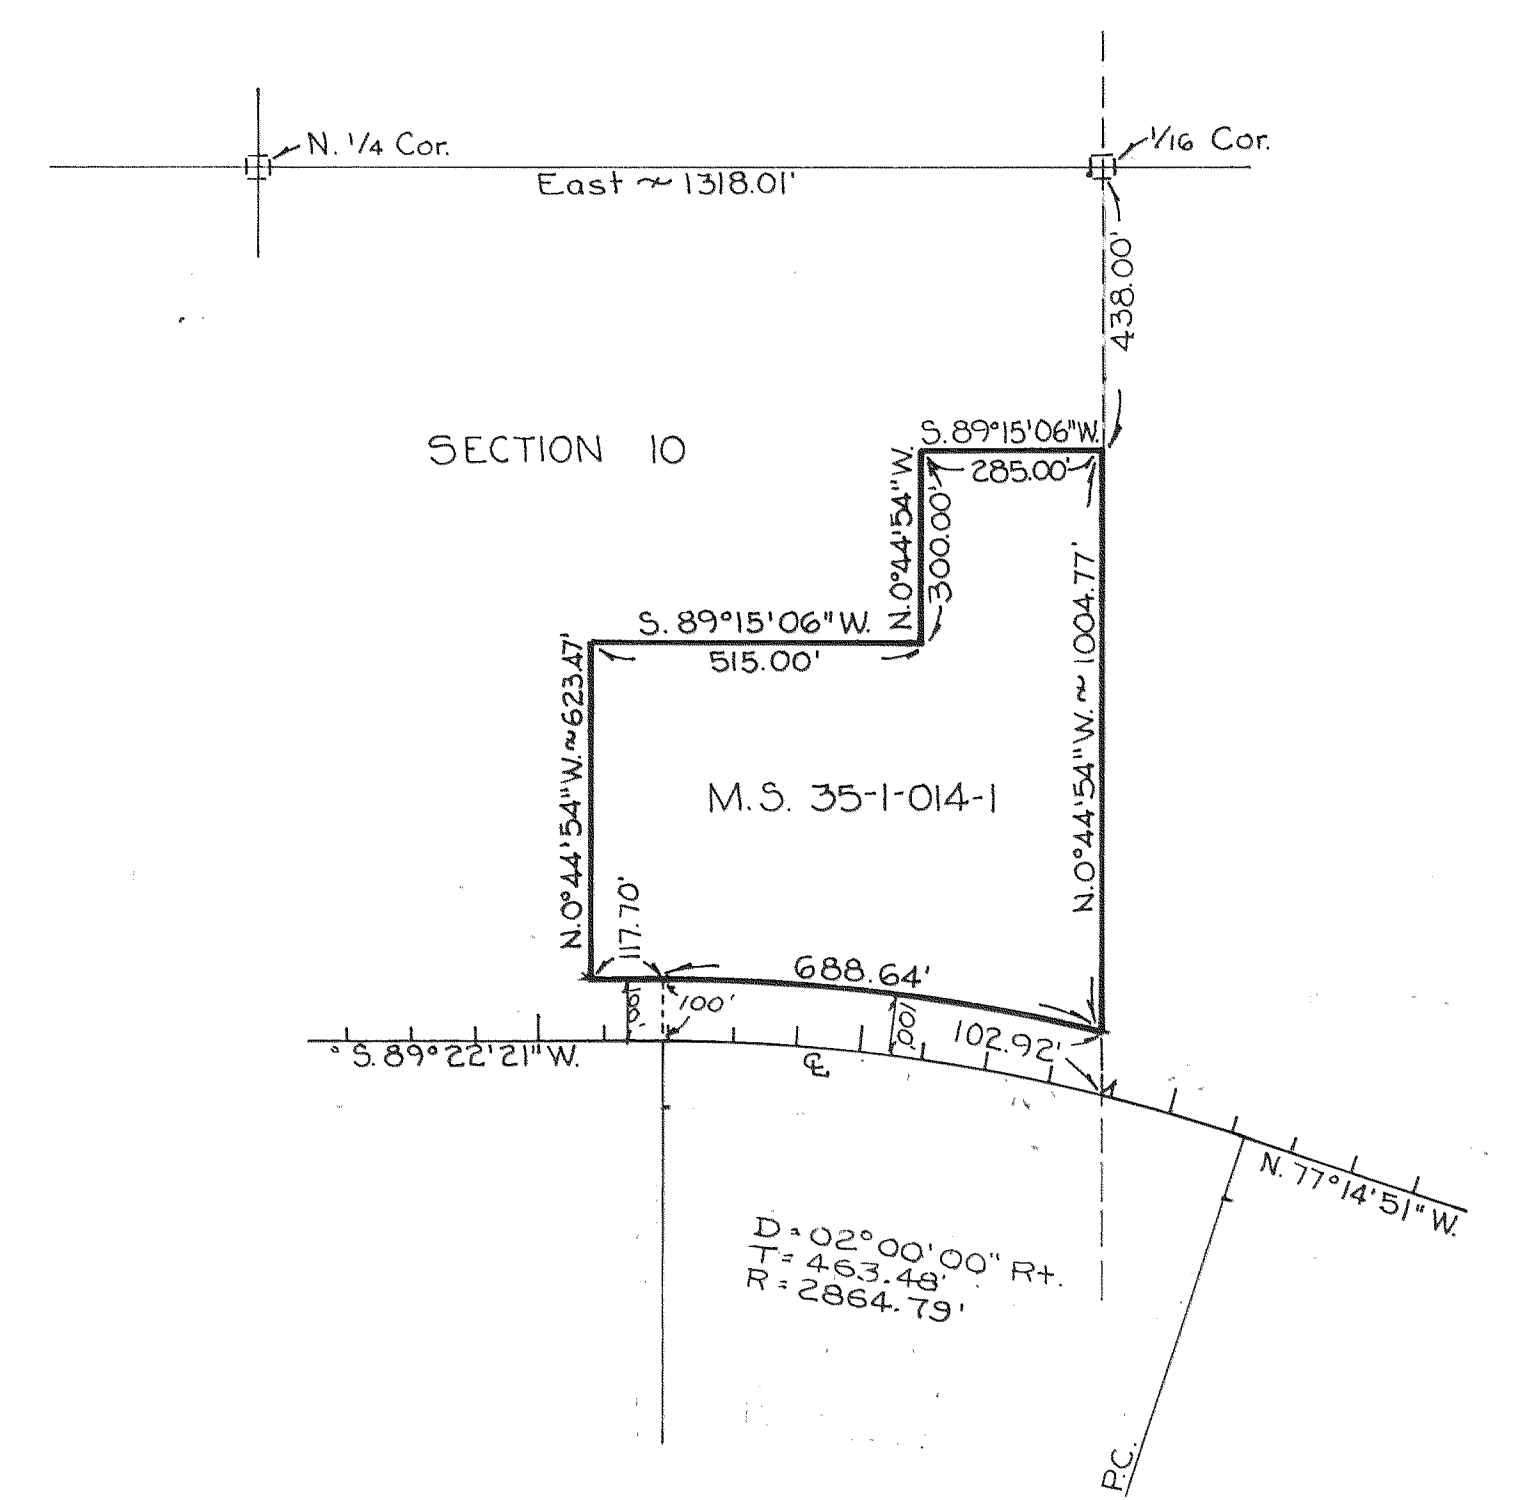 N. 1/4 Cor.
1/16 Cor.
East ~ 1318.01'
438.00'
SECTION 10
S. 89°15'06"W.
285.00'
N.0°44'54"W.
300.00'
S. 89°15'06"W.
515.00'
N.0°44'54"W.~623.47'
N.0°44'54"W. ~ 1004.77'
M.S. 35-1-014-1
117.70'
688.64'
100'
100'
100'
102.92'
S.89°22'21"W.
℄
N.77°14'51"W.
D = 02°00'00" Rt.
T = 463.48'
R = 2864.79'
P.C.